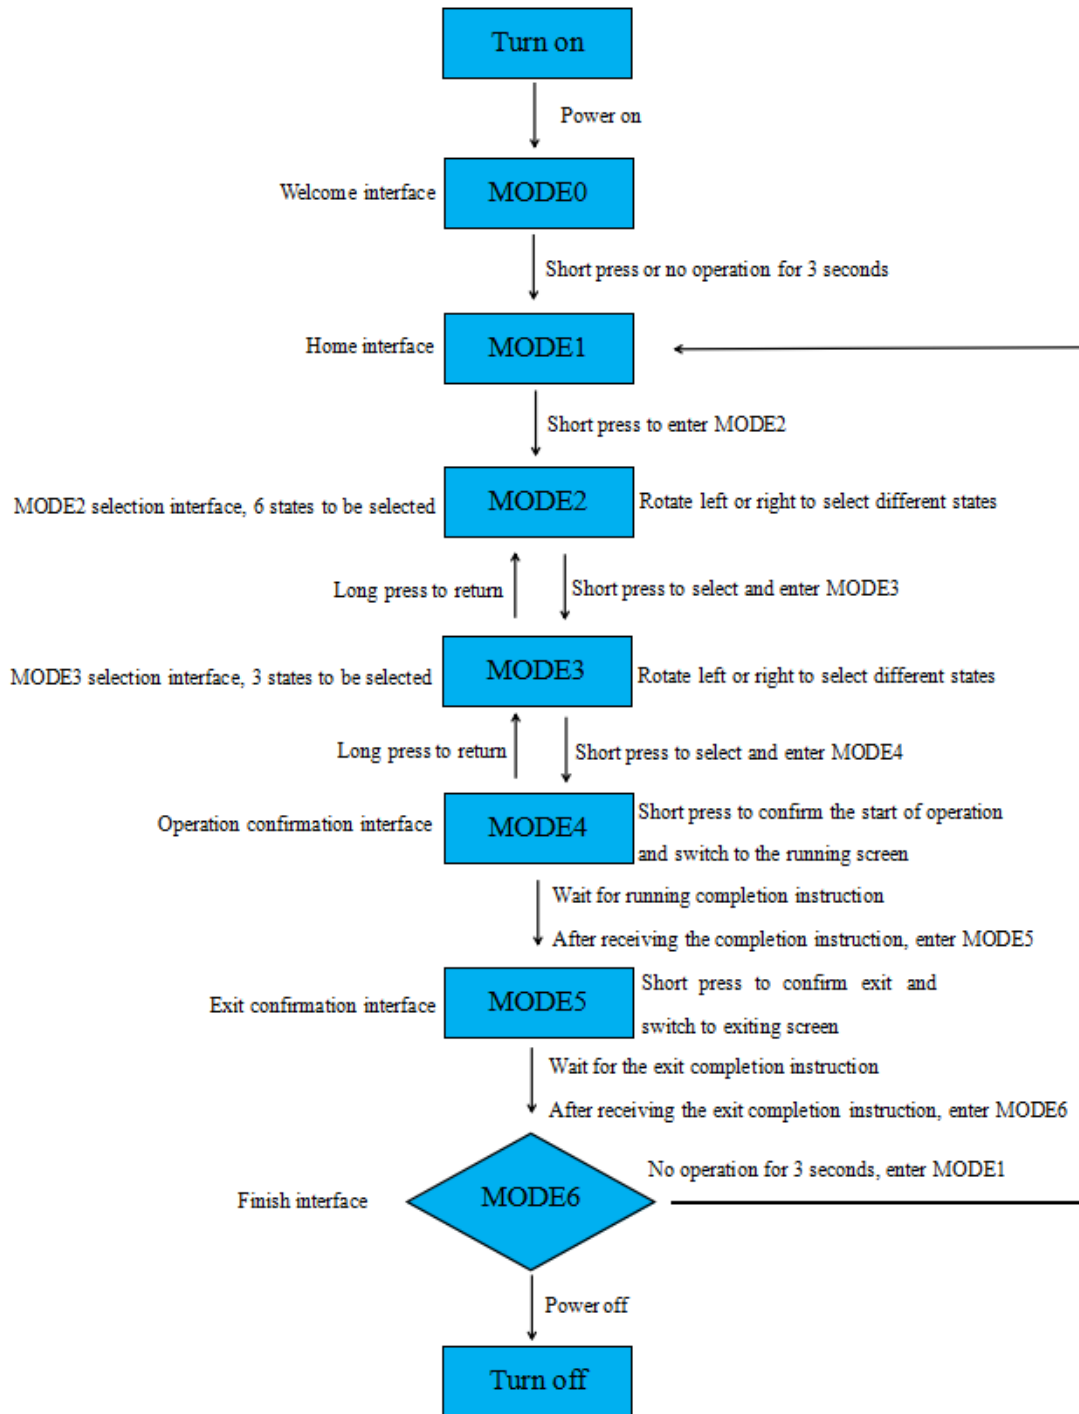 Turn on
Power on
Welcome interface
MODE0
Short press or no operation for 3 seconds
Home interface
MODE1
Short press to enter MODE2
MODE2 selection interface, 6 states to be selected
MODE2
Rotate left or right to select different states
Long press to return
Short press to select and enter MODE3
MODE3 selection interface, 3 states to be selected
MODE3
Rotate left or right to select different states
Long press to return
Short press to select and enter MODE4
Operation confirmation interface
MODE4
Short press to confirm the start of operation
and switch to the running screen
Wait for running completion instruction
After receiving the completion instruction, enter MODE5
Exit confirmation interface
MODE5
Short press to confirm exit and
switch to exiting screen
Wait for the exit completion instruction
After receiving the exit completion instruction, enter MODE6
No operation for 3 seconds, enter MODE1
Finish interface
MODE6
Power off
Turn off